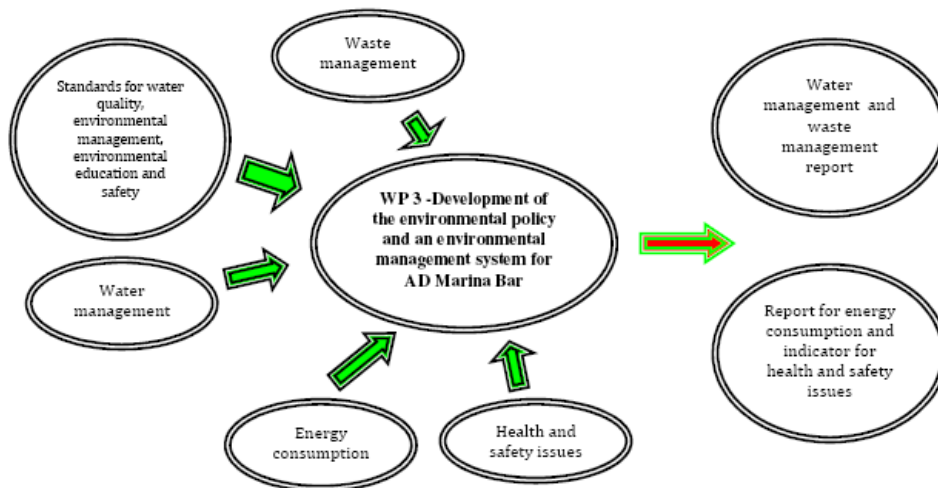 Waste
management
Standards for water
quality,
environmental
management,
environmental
education and
safety
Water
management and
waste
management
report
WP 3 -Development of
the environmental policy
and an environmental
management system for
AD Marina Bar
Water
management
Report for energy
consumption and
indicator for
health and safety
issues
Energy
consumption
Health and
safety issues